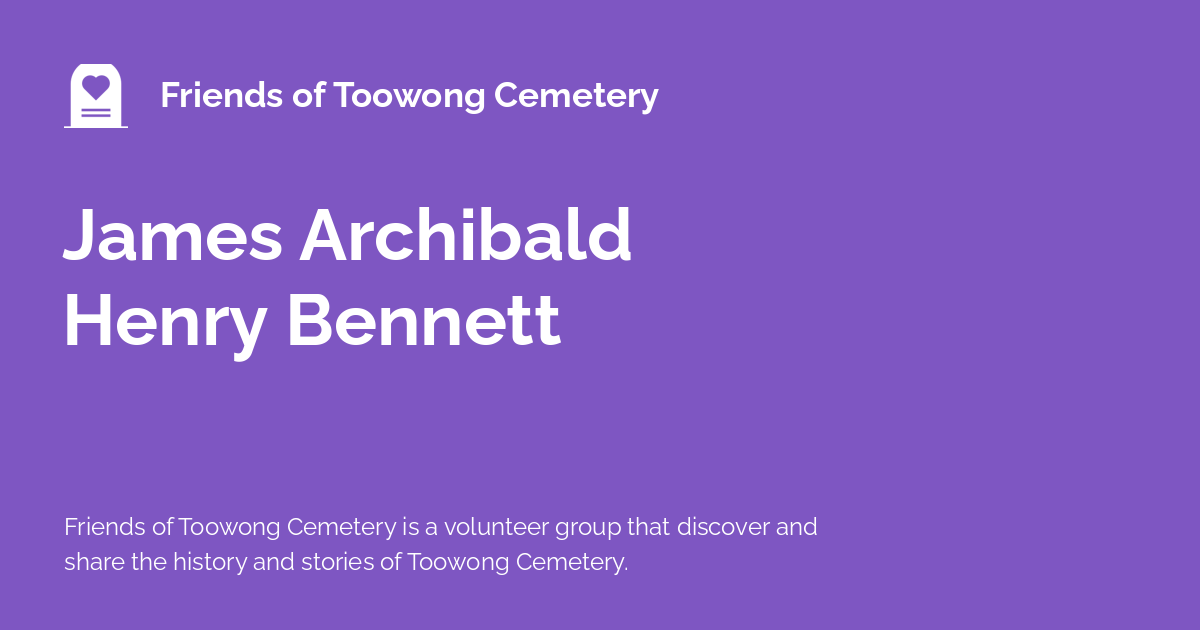 Friends of Toowong Cemetery
James Archibald
Henry Bennett
Friends of Toowong Cemetery is a volunteer group that discover and
share the history and stories of Toowong Cemetery.